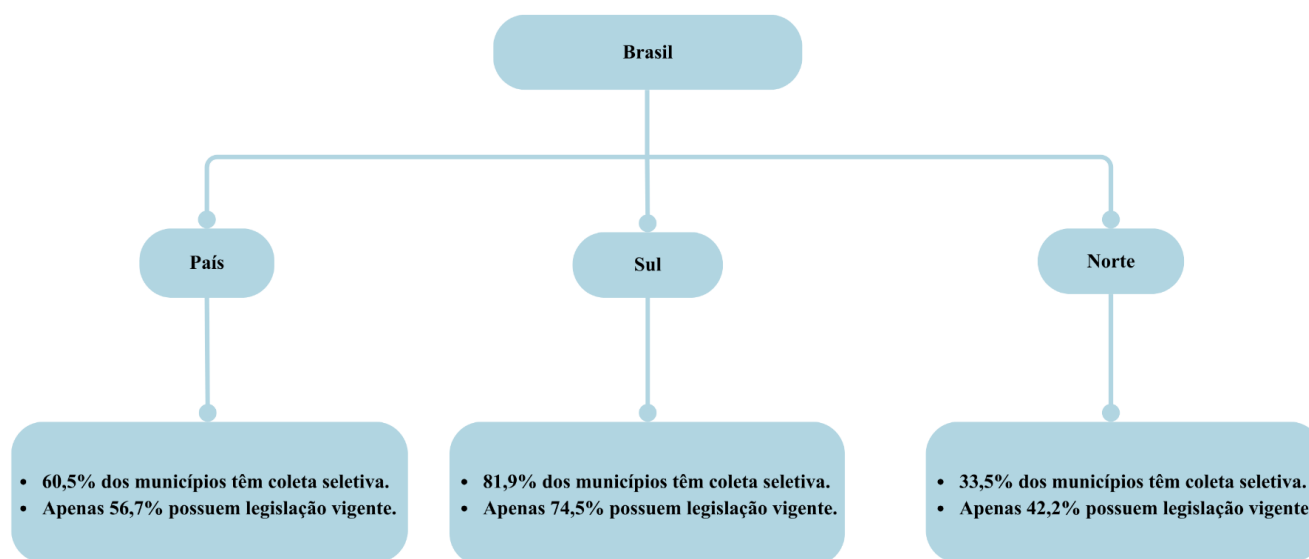 Brasil
País
Sul
Norte
• 60,5% dos municípios têm coleta seletiva.
• Apenas 56,7% possuem legislação vigente.
• 81,9% dos municípios têm coleta seletiva.
• Apenas 74,5% possuem legislação vigente.
• 33,5% dos municípios têm coleta seletiva.
• Apenas 42,2% possuem legislação vigente